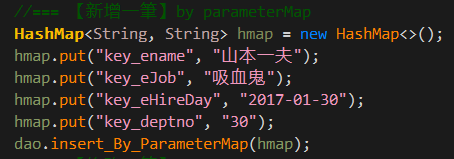 //=== 【新增一筆】by parameterMap
HashMap<String, String> hmap = new HashMap<>();
hmap.put("key_ename", "山本一夫");
hmap.put("key_eJob", "吸血鬼");
hmap.put("key_eHireDay", "2017-01-30");
hmap.put("key_deptno", "30");
dao.insert_By_ParameterMap(hmap);